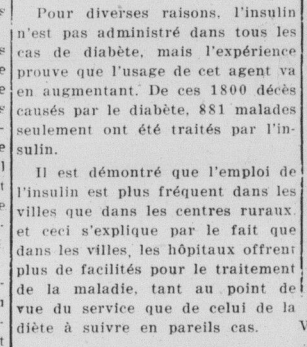 Pour diverses raisons, l'insulin
n'est pas administré dans tous les
cas de diabète, mais l'expérience
prouve que l'usage de cet agent va
en augmentant. De ces 1800 décès
causés par le diabète, 881 malades
seulement ont été traités par l'in-
sulin.
Il est démontré que l'emploi de
l'insulin est plus fréquent dans les
villes que dans les centres ruraux,
et ceci s'explique par le fait que
dans les villes, les hôpitaux offrent
plus de facilités pour le traitement
de la maladie, tant au point de
vue du service que de celui de la
diète à suivre en pareils cas.